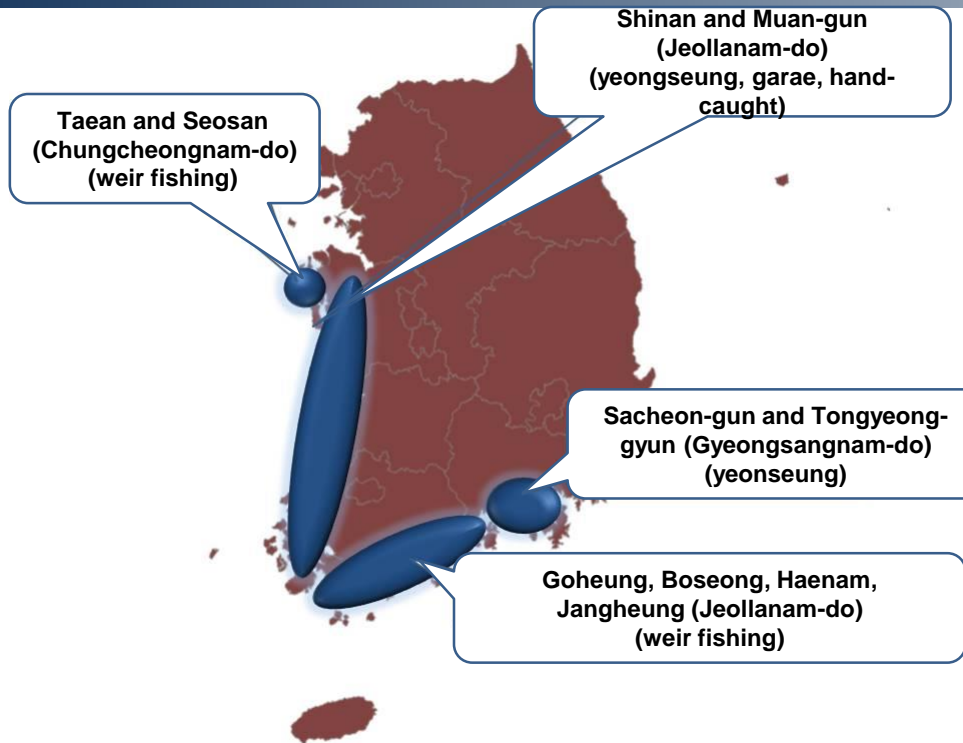 Shinan and Muan-gun
(Jeollanam-do)
(yeongseung, garae, hand-
caught)
Taean and Seosan
(Chungcheongnam-do)
(weir fishing)
Sacheon-gun and Tongyeong-
gyun (Gyeongsangnam-do)
(yeonseung)
Goheung, Boseong, Haenam,
Jangheung (Jeollanam-do)
(weir fishing)